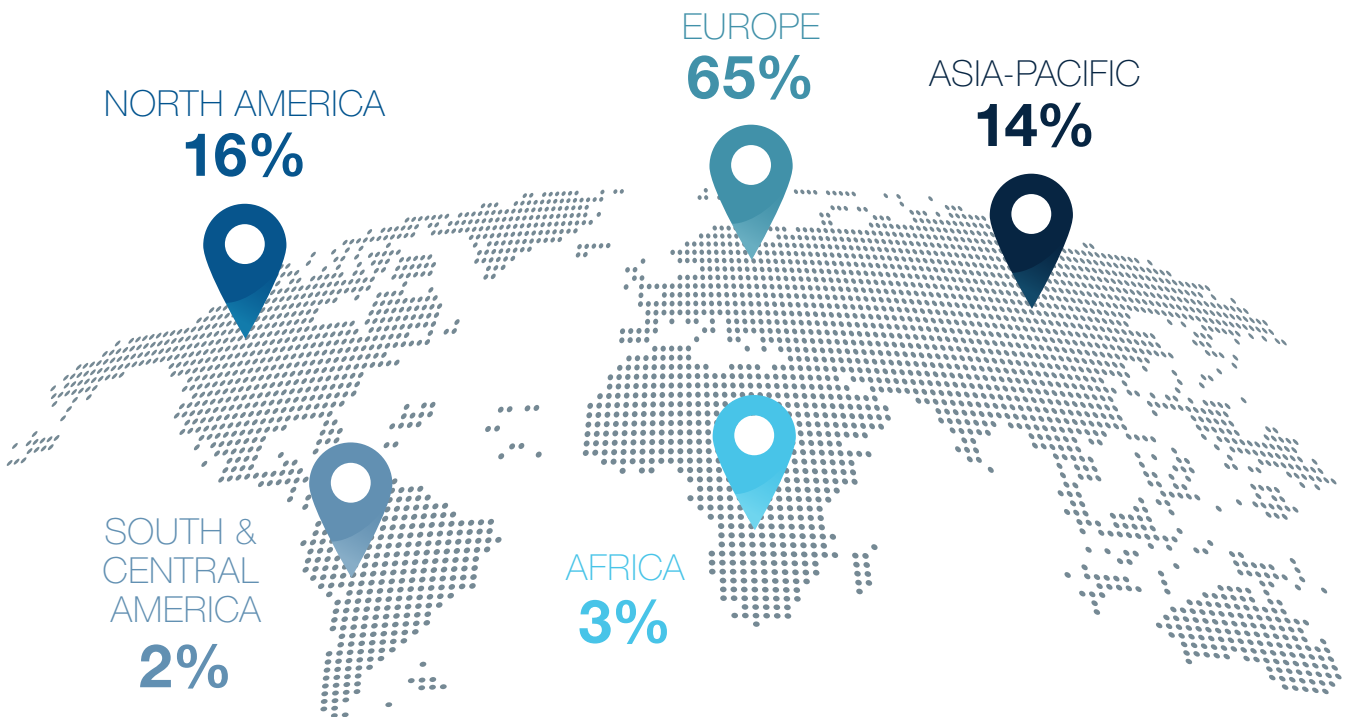 EUROPE
65%
ASIA-PACIFIC
14%
NORTH AMERICA
16%
SOUTH &
CENTRAL
AMERICA
2%
AFRICA
3%